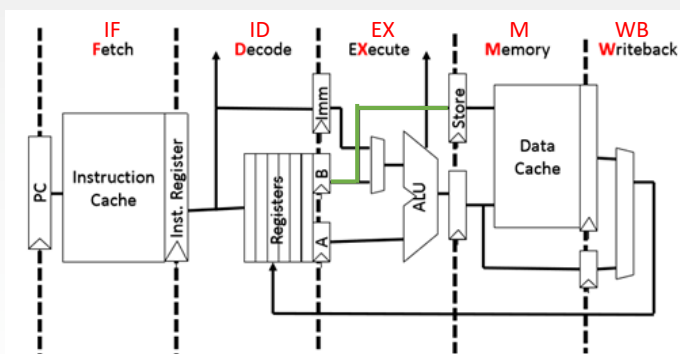 IF ID EX M WB
Fetch Decode EXecute Memory Writeback
PC
Instruction
Cache
Inst. Register
Registers
Imm
B
A
ALU
Store
Data
Cache